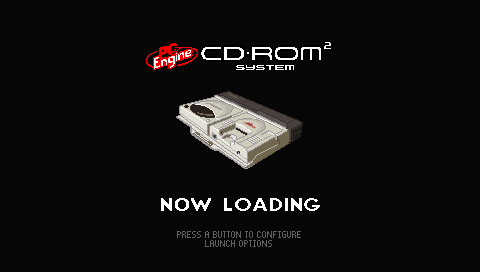 PC Engine CD·ROM²
SYSTEM
NOW LOADING
PRESS A BUTTON TO CONFIGURE
LAUNCH OPTIONS